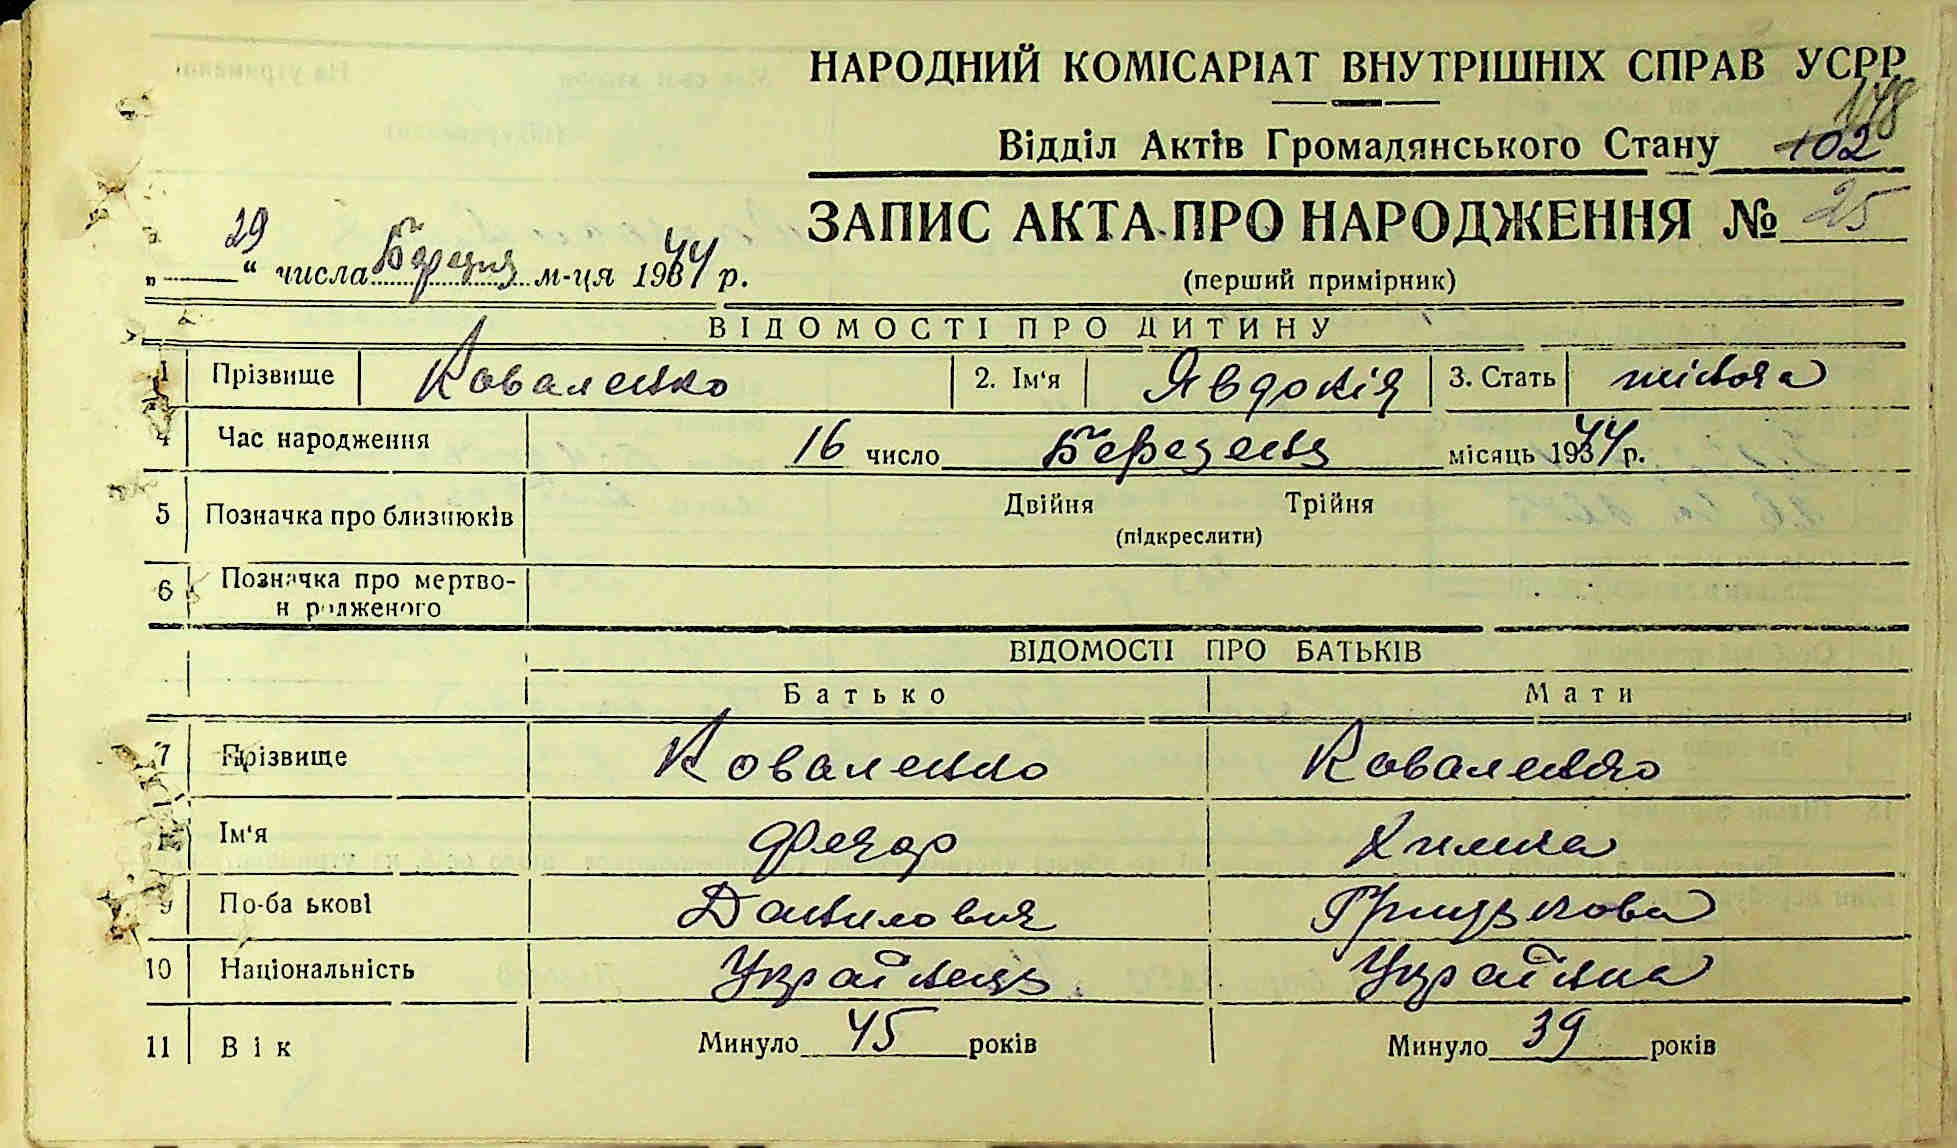 НАРОДНИЙ КОМІСАРІАТ ВНУТРІШНІХ СПРАВ УСРР
148
Відділ Актів Громадянського Стану 102
ЗАПИС АКТА ПРО НАРОДЖЕННЯ № 25
(перший примірник)
„29“ числа Березня м-ця 1944 р.
ВІДОМОСТІ ПРО ДИТИНУ
1 Прізвище Коваленко 2. Ім'я Явдокія 3. Стать жіноча
4 Час народження 16 число Березень місяць 1944 р.
5 Позначка про близнюків Двійня Трійня
(підкреслити)
6 Позначка про мертво-
народженого
ВІДОМОСТІ ПРО БАТЬКІВ
Батько Мати
7 Прізвище Коваленко Коваленко
8 Ім'я Федор Химка
9 По-батькові Данилович Грицькова
10 Національність Українець Українка
11 Вік Минуло 45 років Минуло 39 років